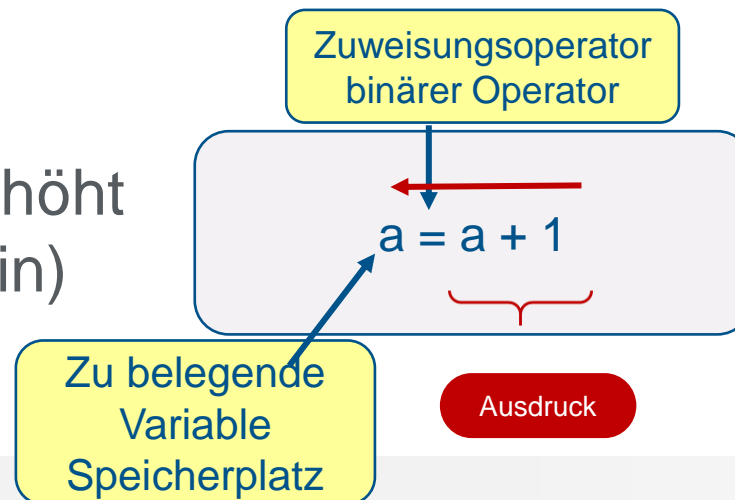 Zuweisungsoperator
binärer Operator
höht
in)
a = a + 1
Zu belegende
Variable
Speicherplatz
Ausdruck